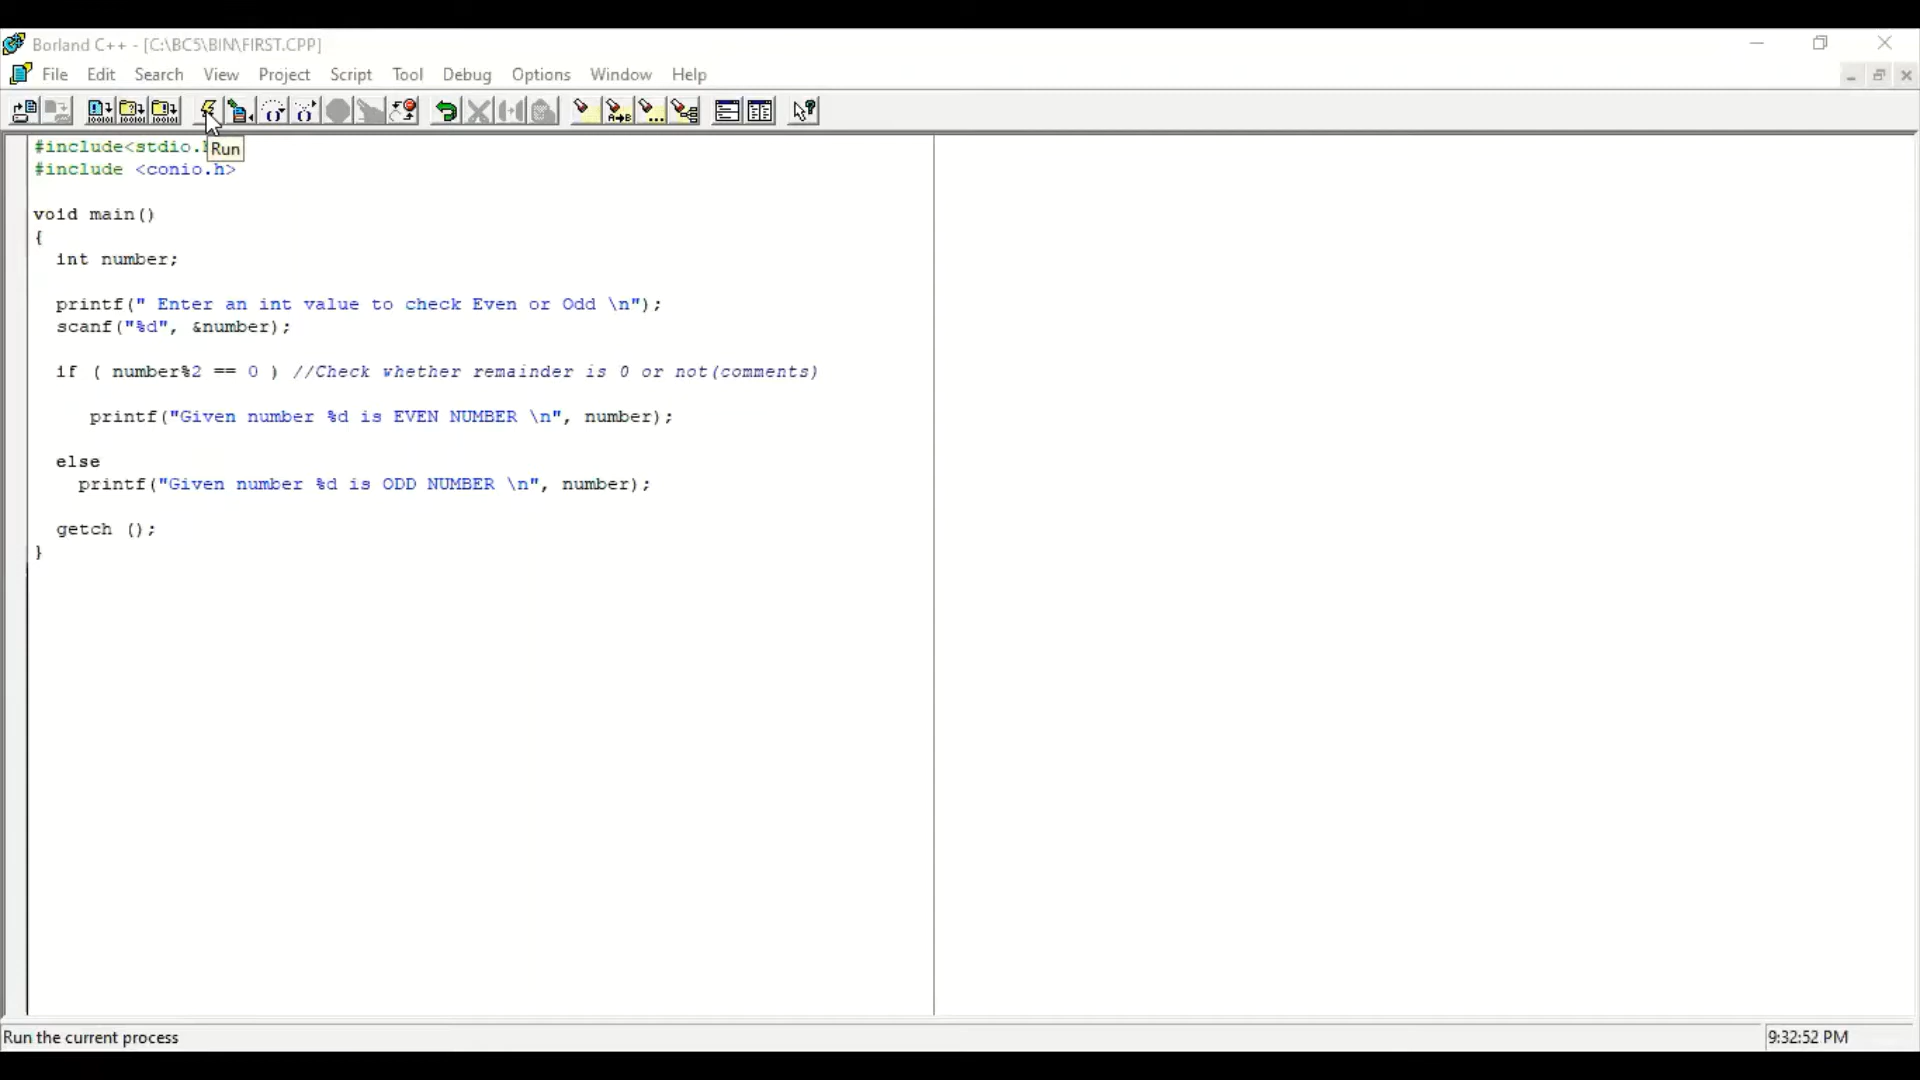 Borland C++ - [C:\BC5\BIN\FIRST.CPP]
File Edit Search View Project Script Tool Debug Options Window Help
#include<stdio.
Run
#include <conio.h>
void main()
{
int number;
printf(" Enter an int value to check Even or Odd \n");
scanf("%d", &number);
if ( number%2 == 0 ) //Check whether remainder is 0 or not(comments)
printf("Given number %d is EVEN NUMBER \n", number);
else
printf("Given number %d is ODD NUMBER \n", number);
getch ();
}
Run the current process
9:32:52 PM